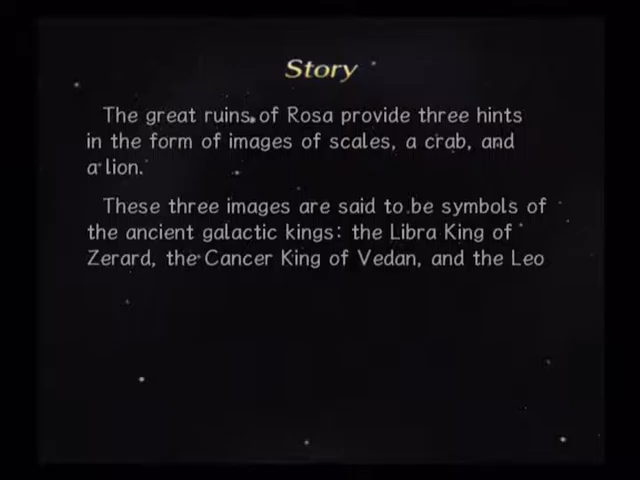 Story
The great ruins of Rosa provide three hints
in the form of images of scales, a crab, and
a lion.
These three images are said to be symbols of
the ancient galactic kings: the Libra King of
Zerard, the Cancer King of Vedan, and the Leo